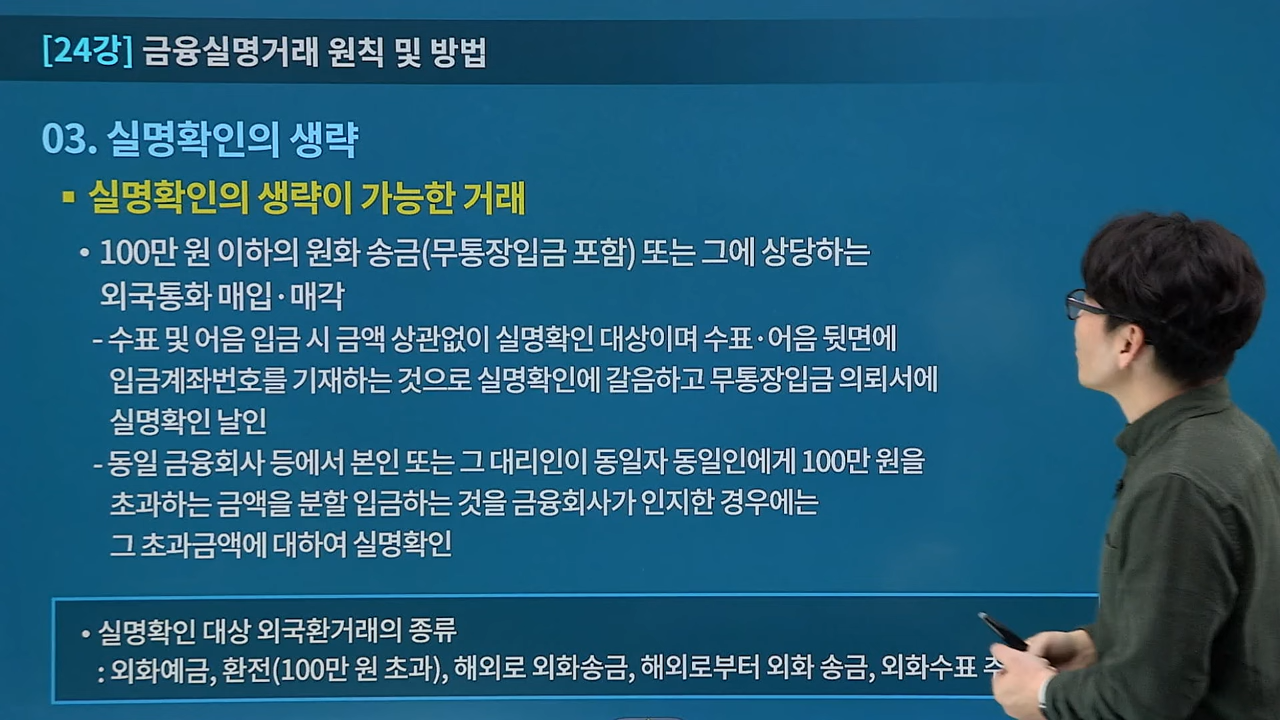 [24강] 금융실명거래 원칙 및 방법
03. 실명확인의 생략
▪ 실명확인의 생략이 가능한 거래
• 100만 원 이하의 원화 송금(무통장입금 포함) 또는 그에 상당하는
외국통화 매입·매각
- 수표 및 어음 입금 시 금액 상관없이 실명확인 대상이며 수표·어음 뒷면에
입금계좌번호를 기재하는 것으로 실명확인에 갈음하고 무통장입금 의뢰서에
실명확인 날인
- 동일 금융회사 등에서 본인 또는 그 대리인이 동일자 동일인에게 100만 원을
초과하는 금액을 분할 입금하는 것을 금융회사가 인지한 경우에는
그 초과금액에 대하여 실명확인
• 실명확인 대상 외국환거래의 종류
: 외화예금, 환전(100만 원 초과), 해외로 외화송금, 해외로부터 외화 송금, 외화수표